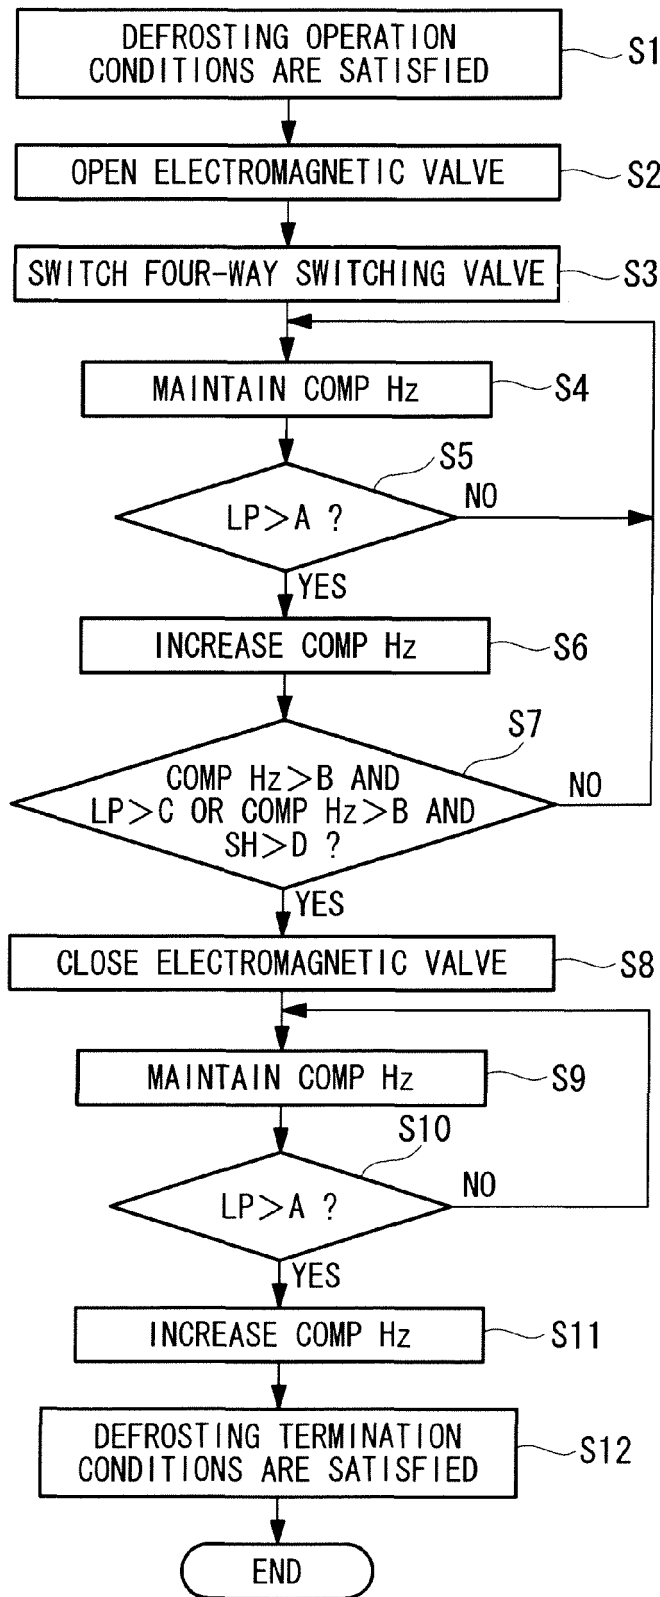 DEFROSTING OPERATION
CONDITIONS ARE SATISFIED
S1
OPEN ELECTROMAGNETIC VALVE
S2
SWITCH FOUR-WAY SWITCHING VALVE
S3
MAINTAIN COMP Hz
S4
S5
LP>A ?
NO
YES
INCREASE COMP Hz
S6
S7
COMP Hz>B AND
LP>C OR COMP Hz>B AND
SH>D ?
NO
YES
CLOSE ELECTROMAGNETIC VALVE
S8
MAINTAIN COMP Hz
S9
S10
LP>A ?
NO
YES
INCREASE COMP Hz
S11
DEFROSTING TERMINATION
CONDITIONS ARE SATISFIED
S12
END